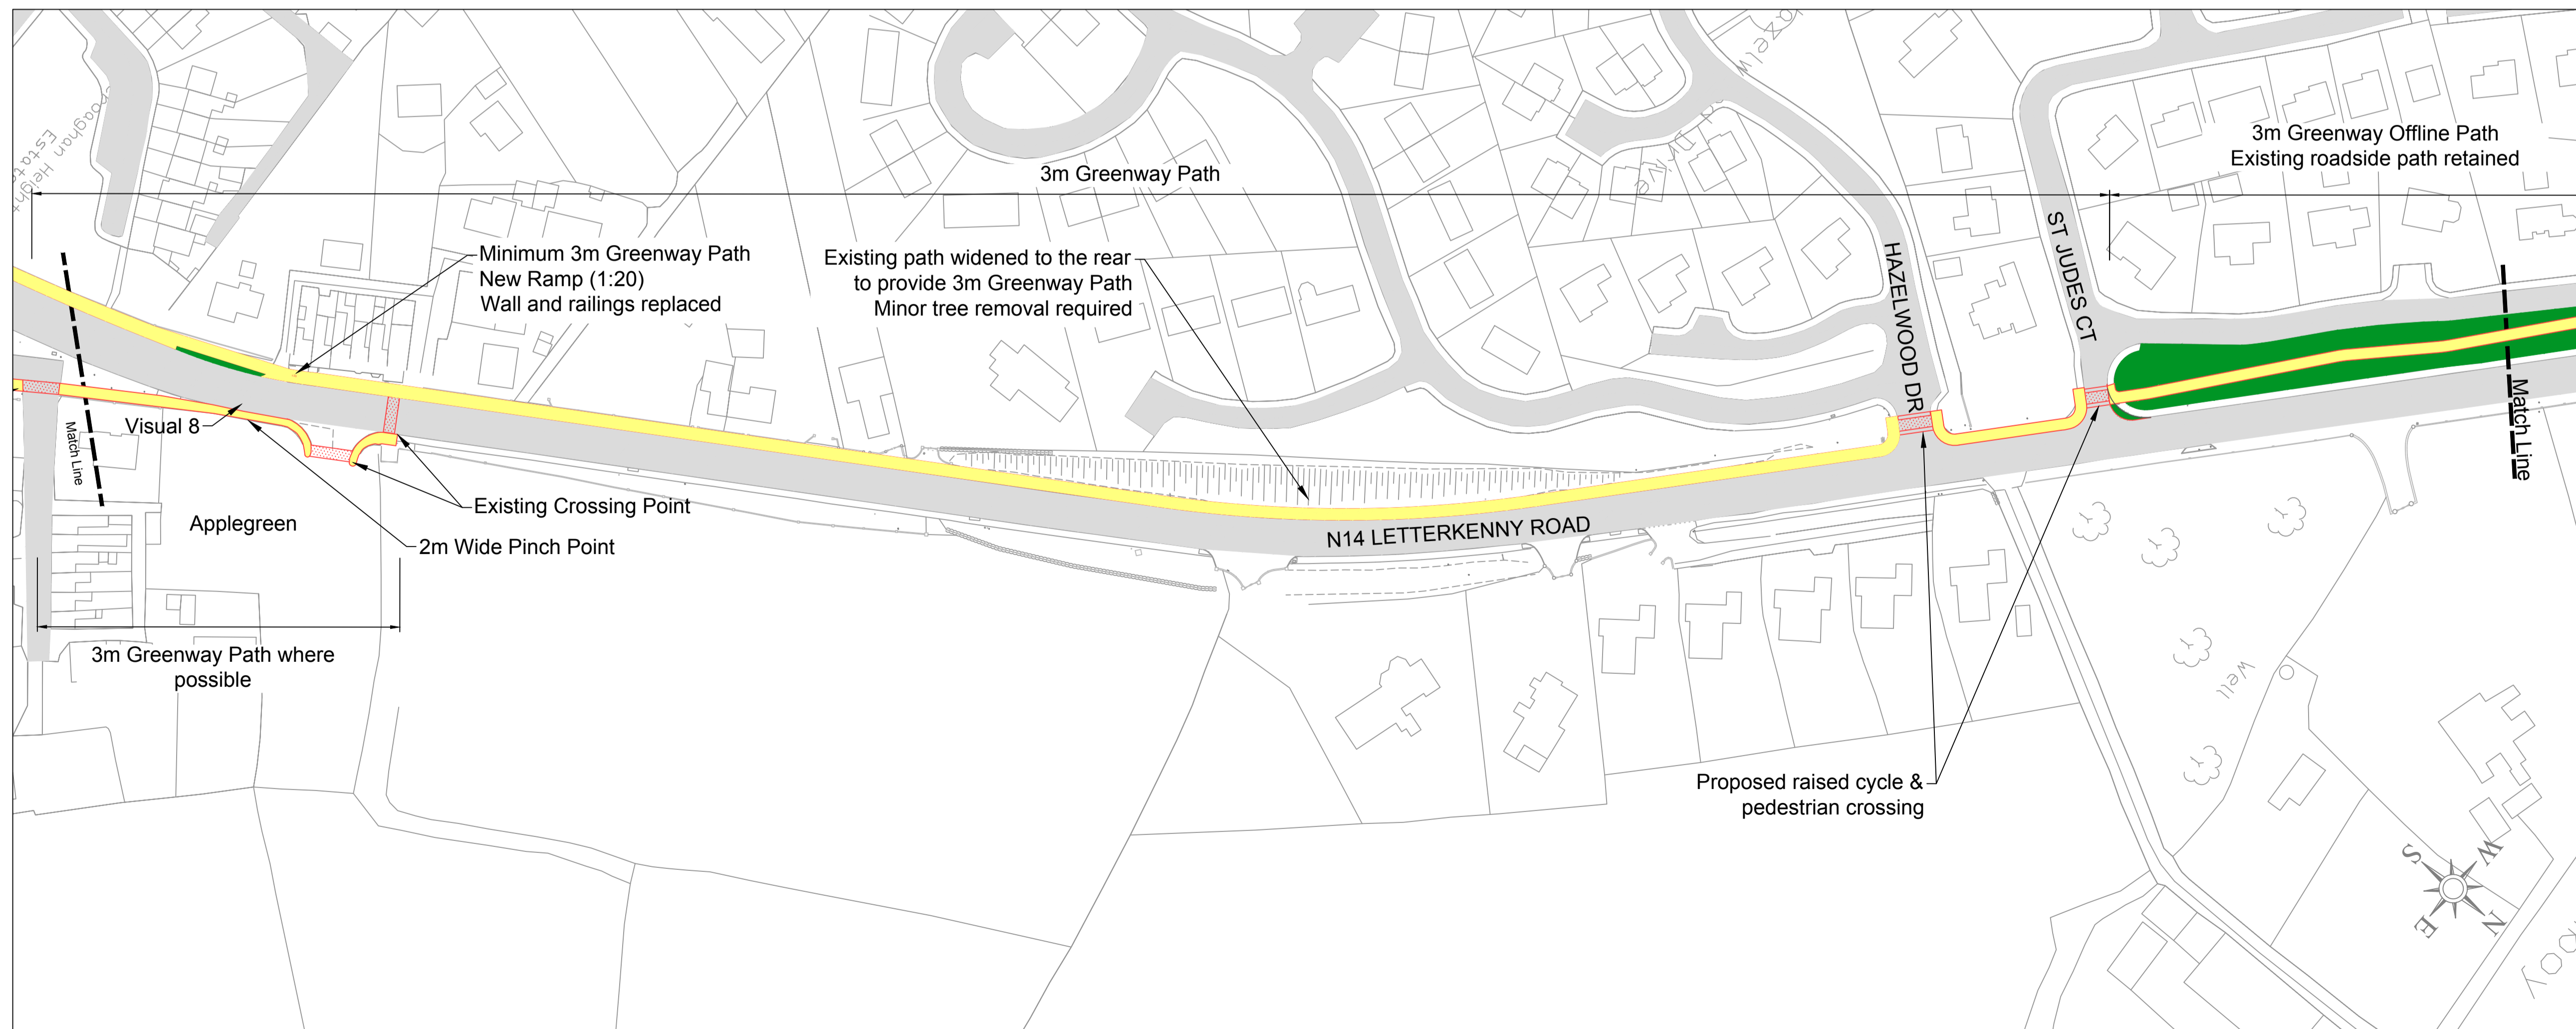 3m Greenway Path
3m Greenway Offline Path
Existing roadside path retained
Minimum 3m Greenway Path
New Ramp (1:20)
Wall and railings replaced
Existing path widened to the rear
to provide 3m Greenway Path
Minor tree removal required
HAZELWOOD DR
ST JUDES CT
Visual 8
Match Line
Match Line
Existing Crossing Point
Applegreen
2m Wide Pinch Point
N14 LETTERKENNY ROAD
3m Greenway Path where
possible
Proposed raised cycle &
pedestrian crossing
Well
Drive
S
W
E
N